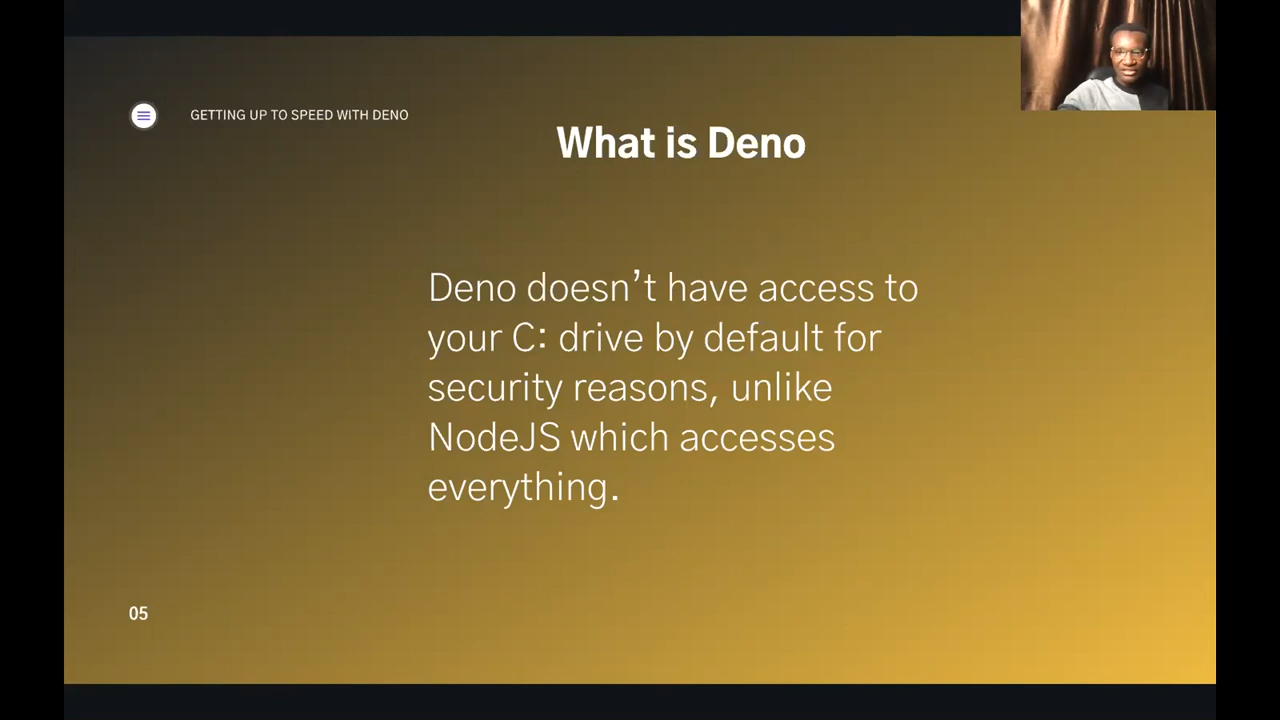 GETTING UP TO SPEED WITH DENO
What is Deno
Deno doesn’t have access to
your C: drive by default for
security reasons, unlike
NodeJS which accesses
everything.
05